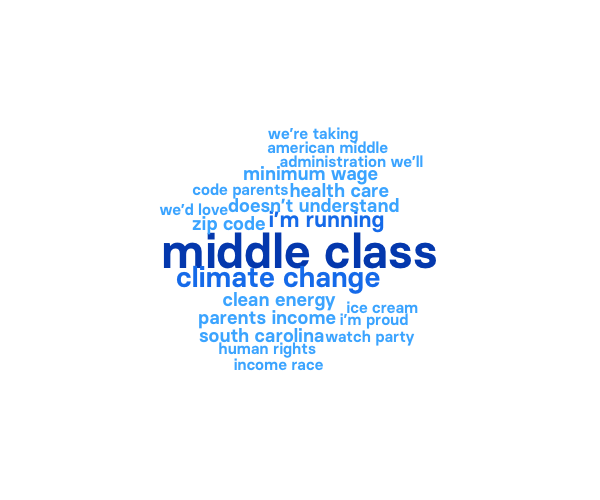 we’re taking
american middle
administration we’ll
minimum wage
code parents
health care
doesn’t understand
we’d love
i’m running
zip code
middle class
climate change
clean energy
ice cream
parents income
i’m proud
south carolina
watch party
human rights
income race